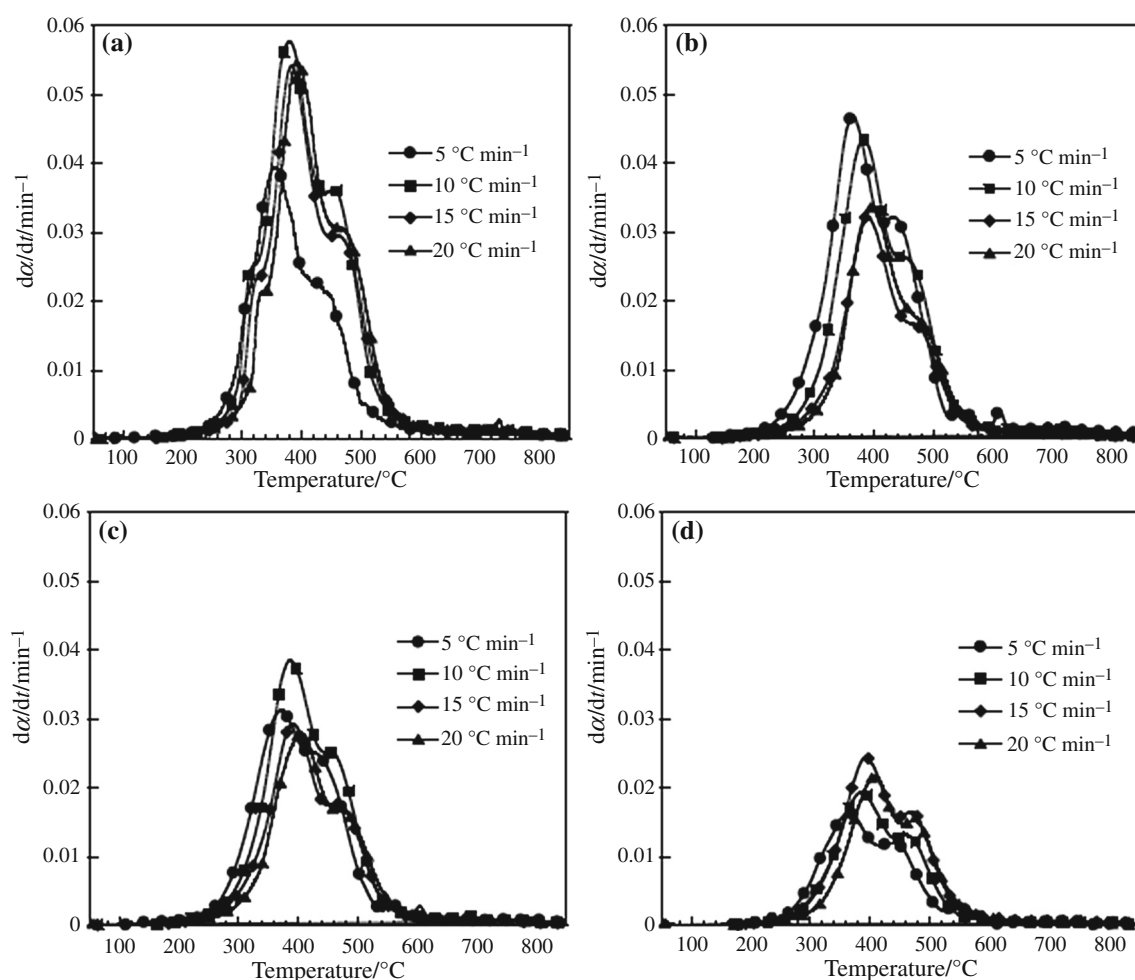 (a)
0.06
0.05
0.04
0.03
0.02
0.01
0
dα/dt/min⁻¹
5 °C min⁻¹
10 °C min⁻¹
15 °C min⁻¹
20 °C min⁻¹
100 200 300 400 500 600 700 800
Temperature/°C
(b)
0.06
0.05
0.04
0.03
0.02
0.01
0
dα/dt/min⁻¹
5 °C min⁻¹
10 °C min⁻¹
15 °C min⁻¹
20 °C min⁻¹
100 200 300 400 500 600 700 800
Temperature/°C
(c)
0.06
0.05
0.04
0.03
0.02
0.01
0
dα/dt/min⁻¹
5 °C min⁻¹
10 °C min⁻¹
15 °C min⁻¹
20 °C min⁻¹
100 200 300 400 500 600 700 800
Temperature/°C
(d)
0.06
0.05
0.04
0.03
0.02
0.01
0
dα/dt/min⁻¹
5 °C min⁻¹
10 °C min⁻¹
15 °C min⁻¹
20 °C min⁻¹
100 200 300 400 500 600 700 800
Temperature/°C